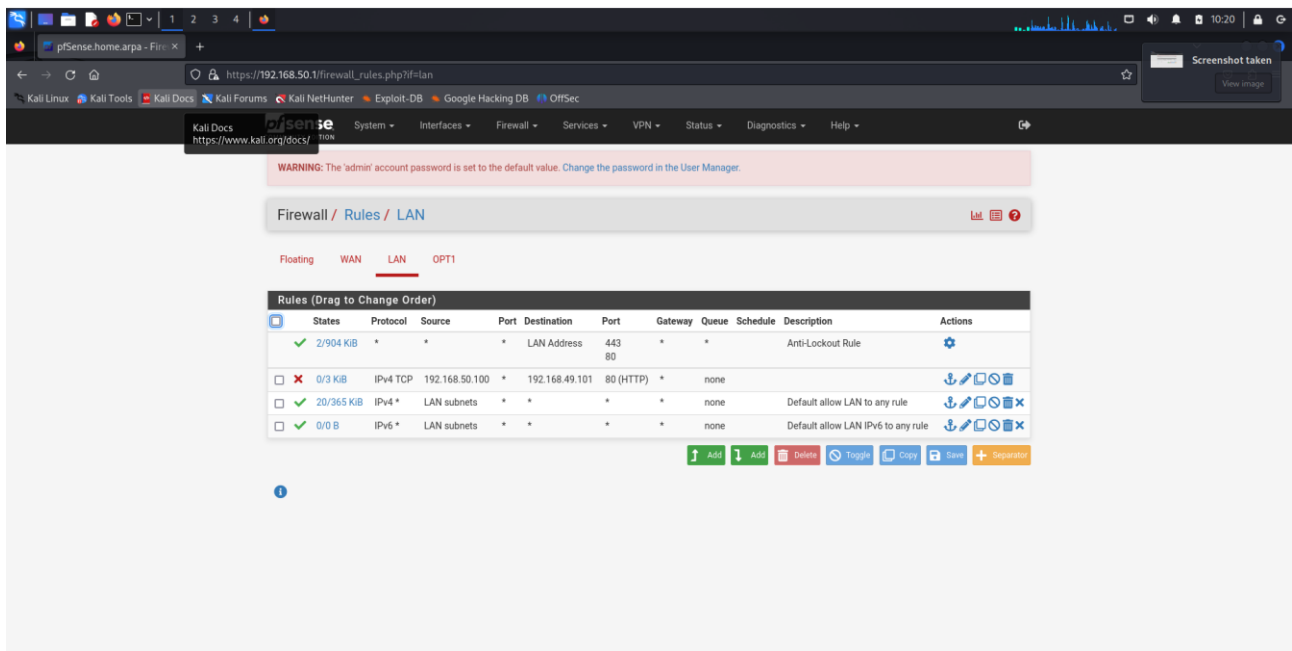 1 2 3 4 10:20
pfSense.home.arpa - Fire × +
Screenshot taken
View image
https://192.168.50.1/firewall_rules.php?if=lan
Kali Linux Kali Tools Kali Docs Kali Forums Kali NetHunter Exploit-DB Google Hacking DB OffSec
Kali Docs
https://www.kali.org/docs/
System Interfaces Firewall Services VPN Status Diagnostics Help
WARNING: The 'admin' account password is set to the default value. Change the password in the User Manager.
Firewall / Rules / LAN
Floating WAN LAN OPT1
Rules (Drag to Change Order)
States Protocol Source Port Destination Port Gateway Queue Schedule Description Actions
2/904 KiB * * * LAN Address 443 * * Anti-Lockout Rule
80
0/3 KiB IPv4 TCP 192.168.50.100 * 192.168.49.101 80 (HTTP) * none
20/365 KiB IPv4 * LAN subnets * * * * none Default allow LAN to any rule
0/0 B IPv6 * LAN subnets * * * * none Default allow LAN IPv6 to any rule
Add Add Delete Toggle Copy Save Separator